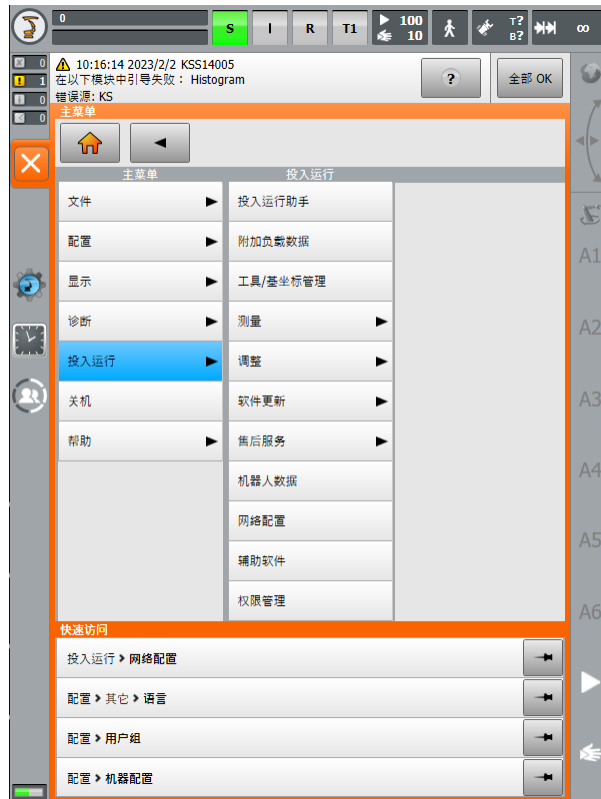 0
S
I
R
T1
100
10
T?
B?
∞
0
1
0
0
10:16:14 2023/2/2 KSS14005
在以下模块中引导失败： Histogram
错误源: KS
?
全部 OK
主菜单
主菜单
投入运行
文件
配置
显示
诊断
投入运行
关机
帮助
投入运行助手
附加负载数据
工具/基坐标管理
测量
调整
软件更新
售后服务
机器人数据
网络配置
辅助软件
权限管理
A1
A2
A3
A4
A5
A6
快速访问
投入运行 > 网络配置
配置 > 其它 > 语言
配置 > 用户组
配置 > 机器配置